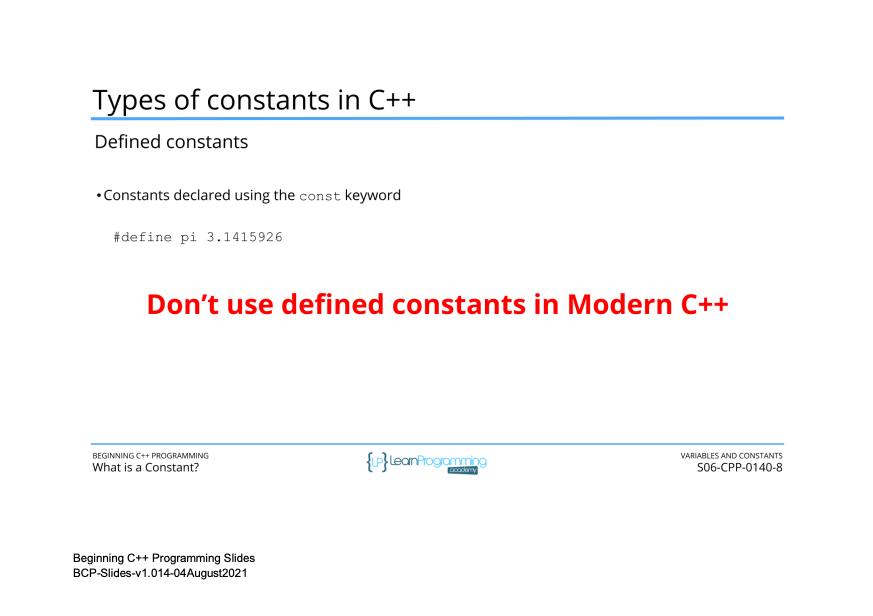 Types of constants in C++
Defined constants
• Constants declared using the const keyword
#define pi 3.1415926
Don’t use defined constants in Modern C++
BEGINNING C++ PROGRAMMING
What is a Constant?
{LP} LearnProgramming
academy
VARIABLES AND CONSTANTS
S06-CPP-0140-8
Beginning C++ Programming Slides
BCP-Slides-v1.014-04August2021